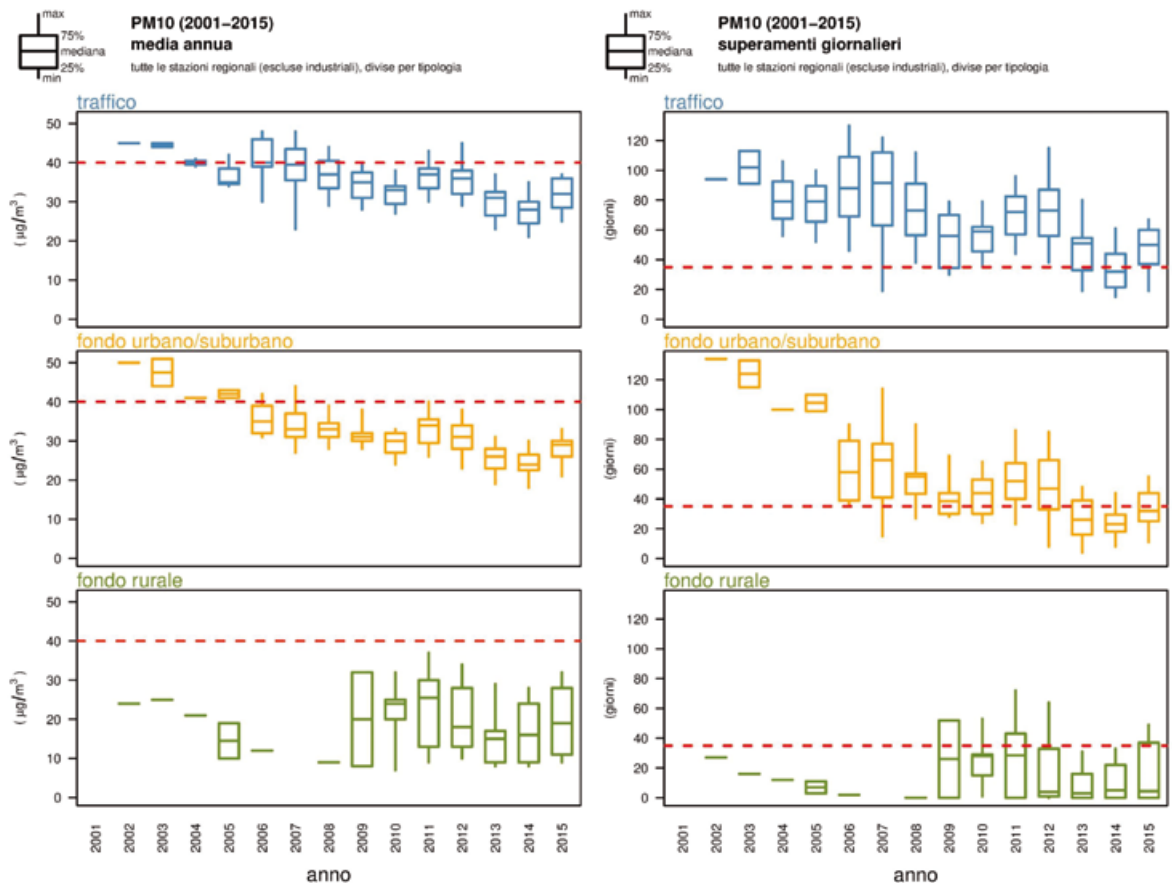 max
75%
mediana
25%
min
PM10 (2001–2015)
media annua
tutte le stazioni regionali (escluse industriali), divise per tipologia
traffico
50
40
30
20
10
0
( µg/m³ )
fondo urbano/suburbano
50
40
30
20
10
0
( µg/m³ )
fondo rurale
50
40
30
20
10
0
( µg/m³ )
2001 2002 2003 2004 2005 2006 2007 2008 2009 2010 2011 2012 2013 2014 2015
anno
max
75%
mediana
25%
min
PM10 (2001–2015)
superamenti giornalieri
tutte le stazioni regionali (escluse industriali), divise per tipologia
traffico
120
100
80
60
40
20
0
(giorni)
fondo urbano/suburbano
120
100
80
60
40
20
0
(giorni)
fondo rurale
120
100
80
60
40
20
0
(giorni)
2001 2002 2003 2004 2005 2006 2007 2008 2009 2010 2011 2012 2013 2014 2015
anno